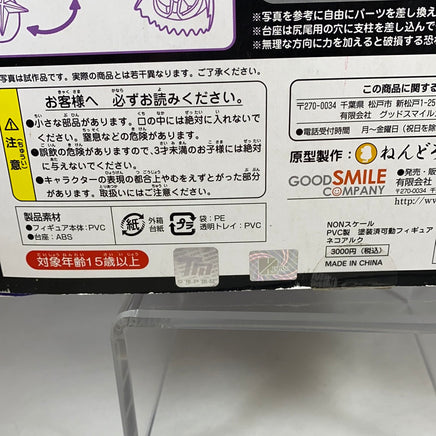 ※写真を参考に自由にパーツを差し換え
※台座は尻尾用の穴に支柱を差し込んで
※無理な方向に力を加えると破損する恐
写真は試作品です。実際の商品とは若干異なります。ご了承ください。
お客様へ 必ずお読みください。
注意
●小さな部品があります。口の中には絶対に入れないで
ください。窒息などの危険があります。
●誤飲の危険がありますので、3才未満のお子様には絶対
に与えないでください。
●キャラクターの表現の都合上やむをえずとがった部分
があります。取扱いにはご注意ください。
製品素材
●フィギュア本体:PVC
●台座:ABS
紙
外箱
台紙
プラ
袋:PE
透明トレイ:PVC
対象年齢15歳以上
この商品に関する
〒270-0034 千葉県 松戸市 新松戸1-25
有限会社 グッドスマイル
●電話受付時間 月～金曜日(祝日を除
原型製作:ねんどろ
GOOD SMILE
COMPANY
●発売・販
有限会社
〒270-0034
http://w
NONスケール
PVC製 塗装済可動フィギュア
ネコアルク
3000円(税込)
MADE IN CHINA